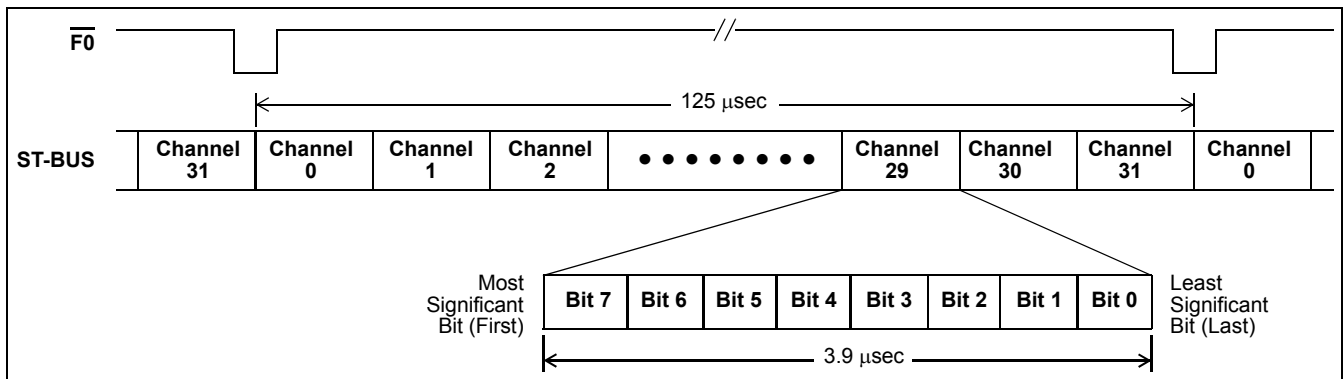 F0
125 μsec
ST-BUS
Channel 31
Channel 0
Channel 1
Channel 2
Channel 29
Channel 30
Channel 31
Channel 0
Most Significant Bit (First)
Bit 7
Bit 6
Bit 5
Bit 4
Bit 3
Bit 2
Bit 1
Bit 0
Least Significant Bit (Last)
3.9 μsec